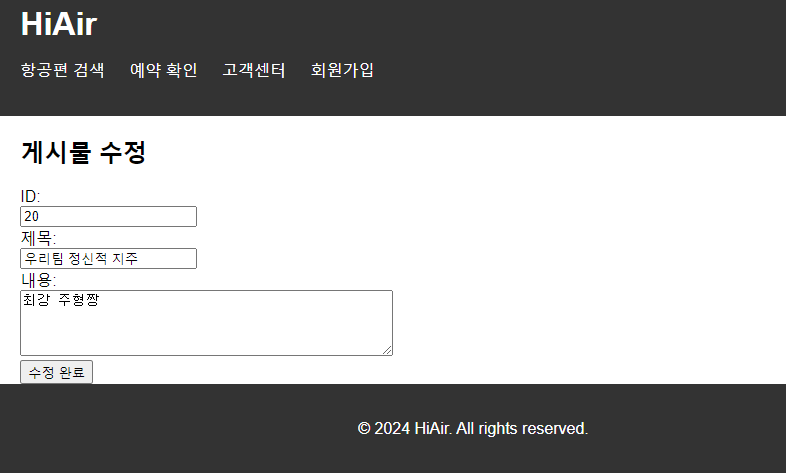 HiAir
항공편 검색 예약 확인 고객센터 회원가입
게시물 수정
ID:
20
제목:
우리팀 정신적 지주
내용:
최강 주형짱
수정 완료
© 2024 HiAir. All rights reserved.